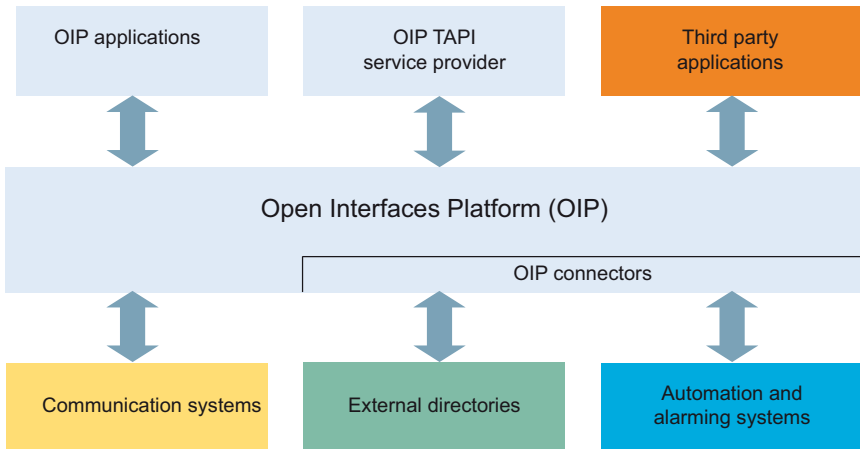 OIP applications
OIP TAPI
service provider
Third party
applications
Open Interfaces Platform (OIP)
OIP connectors
Communication systems
External directories
Automation and
alarming systems